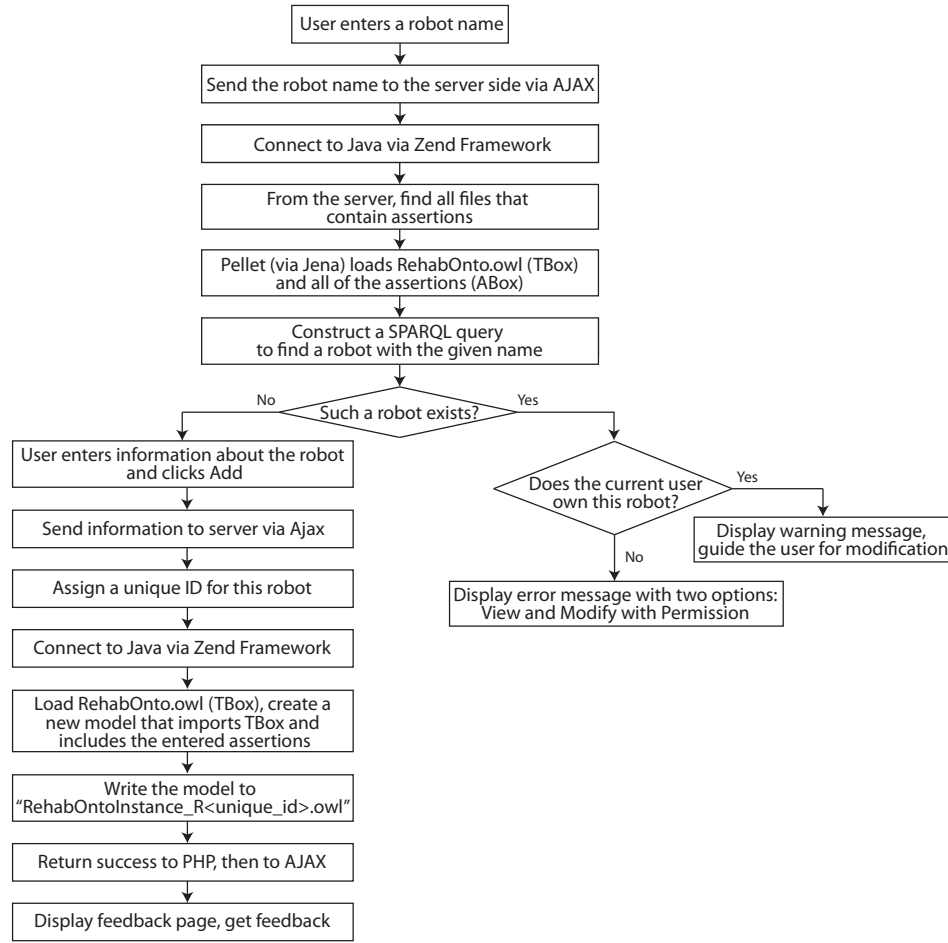 User enters a robot name
Send the robot name to the server side via AJAX
Connect to Java via Zend Framework
From the server, find all files that
contain assertions
Pellet (via Jena) loads RehabOnto.owl (TBox)
and all of the assertions (ABox)
Construct a SPARQL query
to find a robot with the given name
No
Such a robot exists?
Yes
User enters information about the robot
and clicks Add
Send information to server via Ajax
Assign a unique ID for this robot
Connect to Java via Zend Framework
Load RehabOnto.owl (TBox), create a
new model that imports TBox and
includes the entered assertions
Write the model to
“RehabOntoInstance_R<unique_id>.owl”
Return success to PHP, then to AJAX
Display feedback page, get feedback
Does the current user
own this robot?
Yes
Display warning message,
guide the user for modification
No
Display error message with two options:
View and Modify with Permission